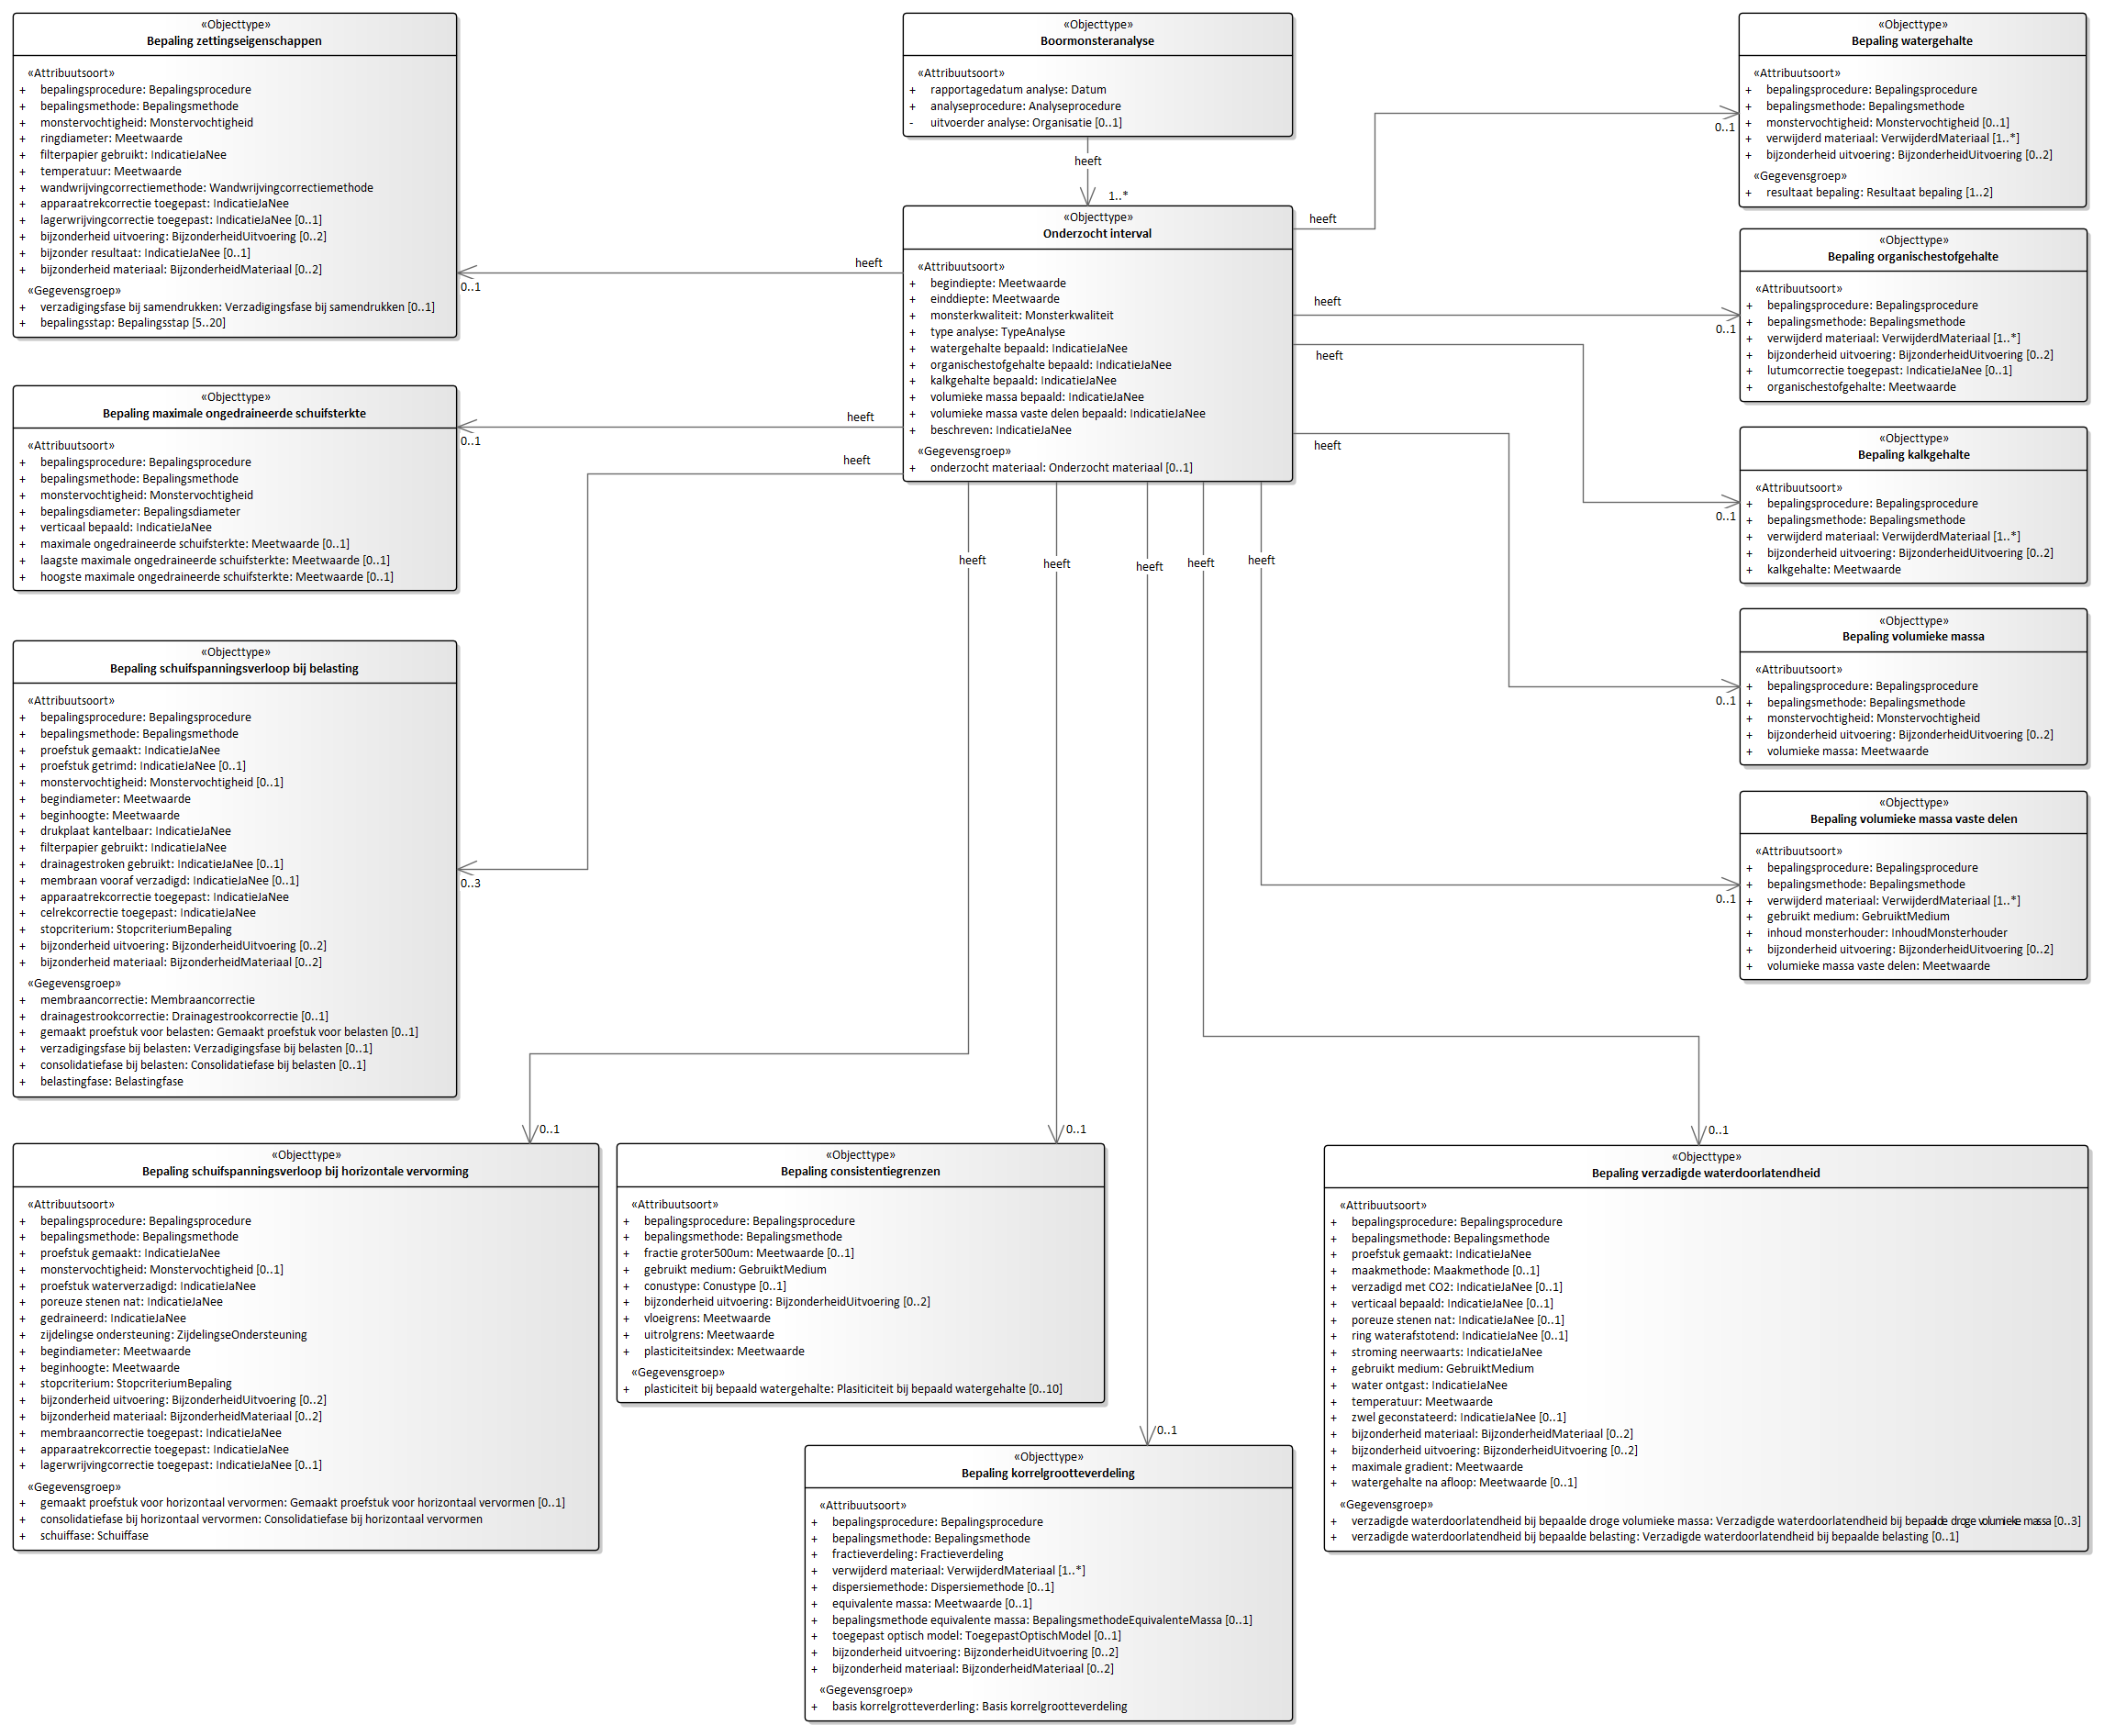 «Objecttype»
Bepaling zettingseigenschappen
«Attribuutsoort»
+ bepalingsprocedure: Bepalingsprocedure
+ bepalingsmethode: Bepalingsmethode
+ monstervochtigheid: Monstervochtigheid
+ ringdiameter: Meetwaarde
+ filterpapier gebruikt: IndicatieJaNee
+ temperatuur: Meetwaarde
+ wandwrijvingcorrectiemethode: Wandwrijvingcorrectiemethode
+ apparaatrekcorrectie toegepast: IndicatieJaNee
+ lagerwrijvingcorrectie toegepast: IndicatieJaNee [0..1]
+ bijzonderheid uitvoering: BijzonderheidUitvoering [0..2]
+ bijzonder resultaat: IndicatieJaNee [0..1]
+ bijzonderheid materiaal: BijzonderheidMateriaal [0..2]
«Gegevensgroep»
+ verzadigingsfase bij samendrukken: Verzadigingsfase bij samendrukken [0..1]
+ bepalingsstap: Bepalingsstap [5..20]
«Objecttype»
Boormonsteranalyse
«Attribuutsoort»
+ rapportagedatum analyse: Datum
+ analyseprocedure: Analyseprocedure
- uitvoerder analyse: Organisatie [0..1]
heeft
1..*
«Objecttype»
Onderzocht interval
«Attribuutsoort»
+ begindiepte: Meetwaarde
+ einddiepte: Meetwaarde
+ monsterkwaliteit: Monsterkwaliteit
+ type analyse: TypeAnalyse
+ watergehalte bepaald: IndicatieJaNee
+ organischestofgehalte bepaald: IndicatieJaNee
+ kalkgehalte bepaald: IndicatieJaNee
+ volumieke massa bepaald: IndicatieJaNee
+ volumieke massa vaste delen bepaald: IndicatieJaNee
+ beschreven: IndicatieJaNee
«Gegevensgroep»
+ onderzocht materiaal: Onderzocht materiaal [0..1]
«Objecttype»
Bepaling watergehalte
«Attribuutsoort»
+ bepalingsprocedure: Bepalingsprocedure
+ bepalingsmethode: Bepalingsmethode
+ monstervochtigheid: Monstervochtigheid [0..1]
+ verwijderd materiaal: VerwijderdMateriaal [1..*]
+ bijzonderheid uitvoering: BijzonderheidUitvoering [0..2]
«Gegevensgroep»
+ resultaat bepaling: Resultaat bepaling [1..2]
heeft
0..1
«Objecttype»
Bepaling organischestofgehalte
«Attribuutsoort»
+ bepalingsprocedure: Bepalingsprocedure
+ bepalingsmethode: Bepalingsmethode
+ verwijderd materiaal: VerwijderdMateriaal [1..*]
+ bijzonderheid uitvoering: BijzonderheidUitvoering [0..2]
+ lutumcorrectie toegepast: IndicatieJaNee [0..1]
+ organischestofgehalte: Meetwaarde
heeft
0..1
heeft
0..1
«Objecttype»
Bepaling maximale ongedraineerde schuifsterkte
«Attribuutsoort»
+ bepalingsprocedure: Bepalingsprocedure
+ bepalingsmethode: Bepalingsmethode
+ monstervochtigheid: Monstervochtigheid
+ bepalingsdiameter: Bepalingsdiameter
+ verticaal bepaald: IndicatieJaNee
+ maximale ongedraineerde schuifsterkte: Meetwaarde [0..1]
+ laagste maximale ongedraineerde schuifsterkte: Meetwaarde [0..1]
+ hoogste maximale ongedraineerde schuifsterkte: Meetwaarde [0..1]
heeft
0..1
heeft
0..3
«Objecttype»
Bepaling kalkgehalte
«Attribuutsoort»
+ bepalingsprocedure: Bepalingsprocedure
+ bepalingsmethode: Bepalingsmethode
+ verwijderd materiaal: VerwijderdMateriaal [1..*]
+ bijzonderheid uitvoering: BijzonderheidUitvoering [0..2]
+ kalkgehalte: Meetwaarde
heeft
0..1
«Objecttype»
Bepaling volumieke massa
«Attribuutsoort»
+ bepalingsprocedure: Bepalingsprocedure
+ bepalingsmethode: Bepalingsmethode
+ monstervochtigheid: Monstervochtigheid
+ bijzonderheid uitvoering: BijzonderheidUitvoering [0..2]
+ volumieke massa: Meetwaarde
heeft
0..1
«Objecttype»
Bepaling schuifspanningsverloop bij belasting
«Attribuutsoort»
+ bepalingsprocedure: Bepalingsprocedure
+ bepalingsmethode: Bepalingsmethode
+ proefstuk gemaakt: IndicatieJaNee
+ proefstuk getrimd: IndicatieJaNee [0..1]
+ monstervochtigheid: Monstervochtigheid [0..1]
+ begindiameter: Meetwaarde
+ beginhoogte: Meetwaarde
+ drukplaat kantelbaar: IndicatieJaNee
+ filterpapier gebruikt: IndicatieJaNee
+ drainagestroken gebruikt: IndicatieJaNee [0..1]
+ membraan vooraf verzadigd: IndicatieJaNee [0..1]
+ apparaatrekcorrectie toegepast: IndicatieJaNee
+ celrekcorrectie toegepast: IndicatieJaNee
+ stopcriterium: StopcriteriumBepaling
+ bijzonderheid uitvoering: BijzonderheidUitvoering [0..2]
+ bijzonderheid materiaal: BijzonderheidMateriaal [0..2]
«Gegevensgroep»
+ membraancorrectie: Membraancorrectie
+ drainagestrookcorrectie: Drainagestrookcorrectie [0..1]
+ gemaakt proefstuk voor belasten: Gemaakt proefstuk voor belasten [0..1]
+ verzadigingsfase bij belasten: Verzadigingsfase bij belasten [0..1]
+ consolidatiefase bij belasten: Consolidatiefase bij belasten [0..1]
+ belastingfase: Belastingfase
«Objecttype»
Bepaling volumieke massa vaste delen
«Attribuutsoort»
+ bepalingsprocedure: Bepalingsprocedure
+ bepalingsmethode: Bepalingsmethode
+ verwijderd materiaal: VerwijderdMateriaal [1..*]
+ gebruikt medium: GebruiktMedium
+ inhoud monsterhouder: InhoudMonsterhouder
+ bijzonderheid uitvoering: BijzonderheidUitvoering [0..2]
+ volumieke massa vaste delen: Meetwaarde
heeft
heeft
heeft
heeft
heeft
0..1
0..1
0..1
0..1
0..1
«Objecttype»
Bepaling schuifspanningsverloop bij horizontale vervorming
«Attribuutsoort»
+ bepalingsprocedure: Bepalingsprocedure
+ bepalingsmethode: Bepalingsmethode
+ proefstuk gemaakt: IndicatieJaNee
+ monstervochtigheid: Monstervochtigheid [0..1]
+ proefstuk waterverzadigd: IndicatieJaNee
+ poreuze stenen nat: IndicatieJaNee
+ gedraineerd: IndicatieJaNee
+ zijdelingse ondersteuning: ZijdelingseOndersteuning
+ begindiameter: Meetwaarde
+ beginhoogte: Meetwaarde
+ stopcriterium: StopcriteriumBepaling
+ bijzonderheid uitvoering: BijzonderheidUitvoering [0..2]
+ bijzonderheid materiaal: BijzonderheidMateriaal [0..2]
+ membraancorrectie toegepast: IndicatieJaNee
+ apparaatrekcorrectie toegepast: IndicatieJaNee
+ lagerwrijvingcorrectie toegepast: IndicatieJaNee [0..1]
«Gegevensgroep»
+ gemaakt proefstuk voor horizontaal vervormen: Gemaakt proefstuk voor horizontaal vervormen [0..1]
+ consolidatiefase bij horizontaal vervormen: Consolidatiefase bij horizontaal vervormen
+ schuiffase: Schuiffase
«Objecttype»
Bepaling consistentiegrenzen
«Attribuutsoort»
+ bepalingsprocedure: Bepalingsprocedure
+ bepalingsmethode: Bepalingsmethode
+ fractie groter500um: Meetwaarde [0..1]
+ gebruikt medium: GebruiktMedium
+ conustype: Conustype [0..1]
+ bijzonderheid uitvoering: BijzonderheidUitvoering [0..2]
+ vloeigrens: Meetwaarde
+ uitrolgrens: Meetwaarde
+ plasticiteitsindex: Meetwaarde
«Gegevensgroep»
+ plasticiteit bij bepaald watergehalte: Plasiticiteit bij bepaald watergehalte [0..10]
«Objecttype»
Bepaling korrelgrootteverdeling
«Attribuutsoort»
+ bepalingsprocedure: Bepalingsprocedure
+ bepalingsmethode: Bepalingsmethode
+ fractieverdeling: Fractieverdeling
+ verwijderd materiaal: VerwijderdMateriaal [1..*]
+ dispersiemethode: Dispersiemethode [0..1]
+ equivalente massa: Meetwaarde [0..1]
+ bepalingsmethode equivalente massa: BepalingsmethodeEquivalenteMassa [0..1]
+ toegepast optisch model: ToegepastOptischModel [0..1]
+ bijzonderheid uitvoering: BijzonderheidUitvoering [0..2]
+ bijzonderheid materiaal: BijzonderheidMateriaal [0..2]
«Gegevensgroep»
+ basis korrelgrotteverderling: Basis korrelgrootteverdeling
«Objecttype»
Bepaling verzadigde waterdoorlatendheid
«Attribuutsoort»
+ bepalingsprocedure: Bepalingsprocedure
+ bepalingsmethode: Bepalingsmethode
+ proefstuk gemaakt: IndicatieJaNee
+ maakmethode: Maakmethode [0..1]
+ verzadigd met CO2: IndicatieJaNee [0..1]
+ verticaal bepaald: IndicatieJaNee [0..1]
+ poreuze stenen nat: IndicatieJaNee [0..1]
+ ring waterafstotend: IndicatieJaNee [0..1]
+ stroming neerwaarts: IndicatieJaNee
+ gebruikt medium: GebruiktMedium
+ water ontgast: IndicatieJaNee
+ temperatuur: Meetwaarde
+ zwel geconstateerd: IndicatieJaNee [0..1]
+ bijzonderheid materiaal: BijzonderheidMateriaal [0..2]
+ bijzonderheid uitvoering: BijzonderheidUitvoering [0..2]
+ maximale gradient: Meetwaarde
+ watergehalte na afloop: Meetwaarde [0..1]
«Gegevensgroep»
+ verzadigde waterdoorlatendheid bij bepaalde droge volumieke massa: Verzadigde waterdoorlatendheid bij bepaalde droge volumieke massa [0..3]
+ verzadigde waterdoorlatendheid bij bepaalde belasting: Verzadigde waterdoorlatendheid bij bepaalde belasting [0..1]